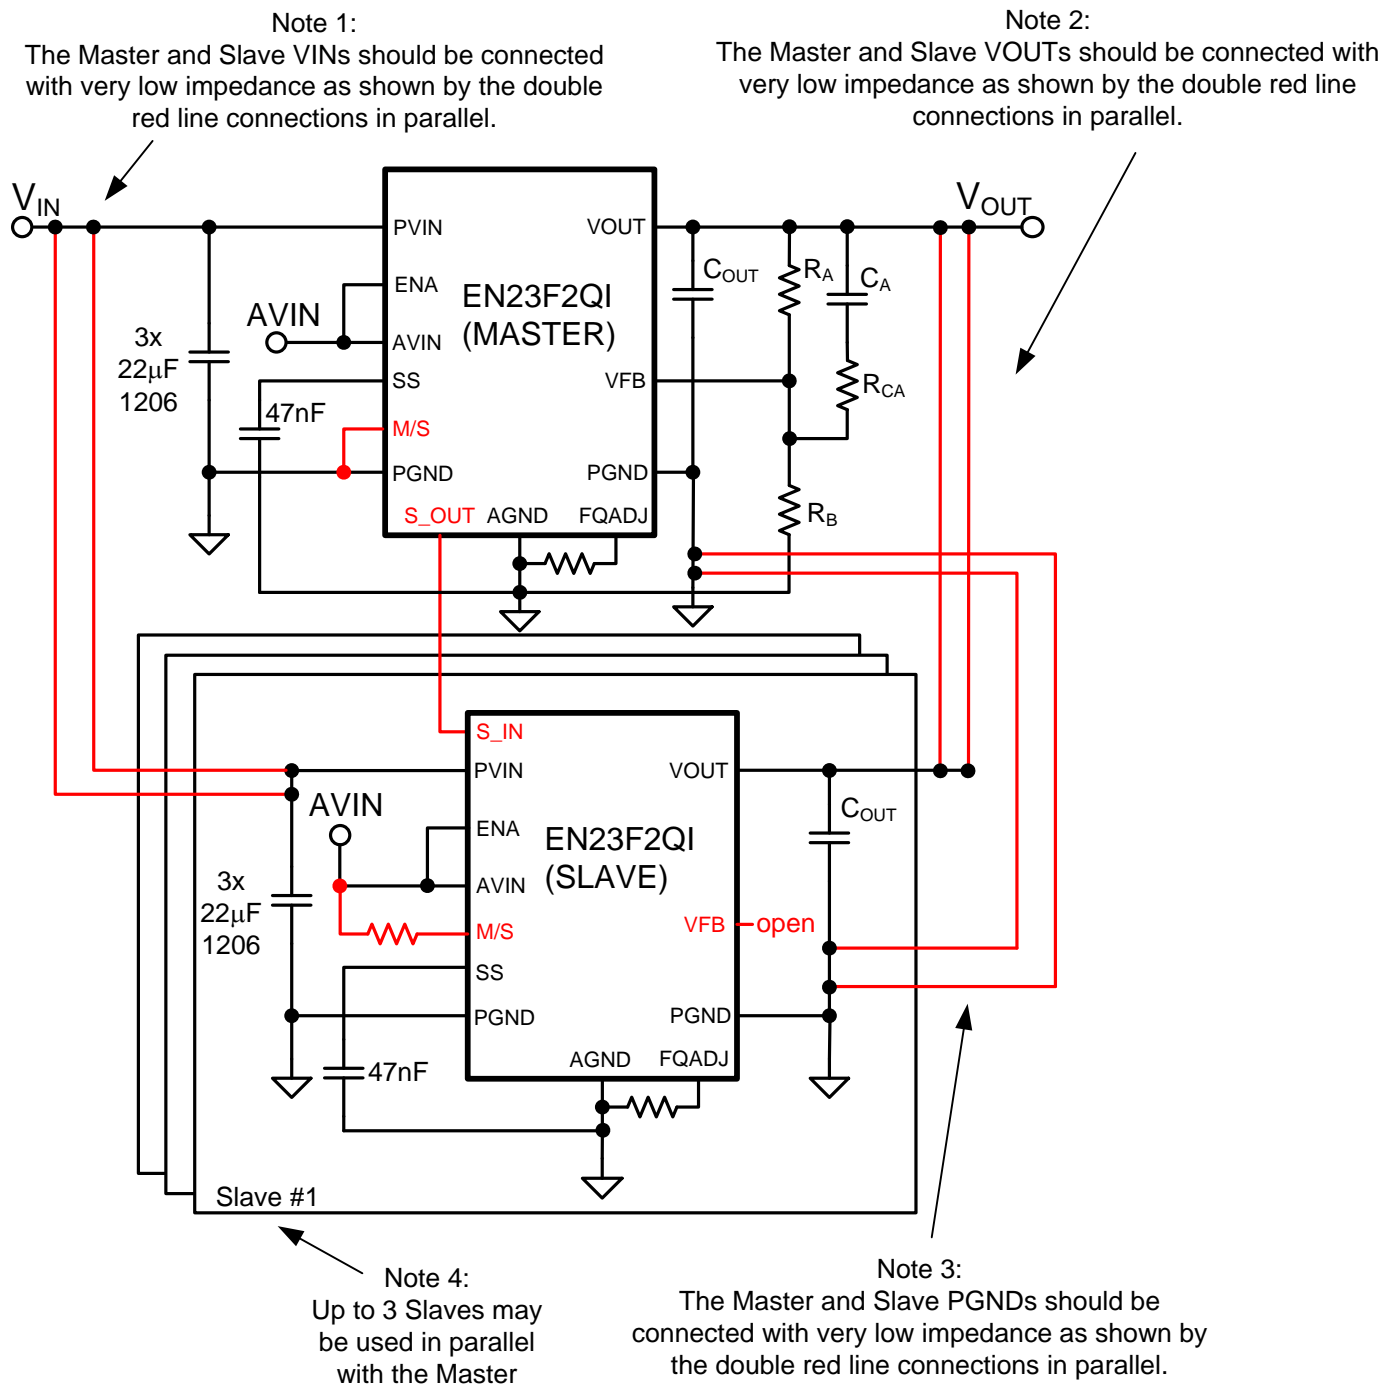 Note 1:
The Master and Slave VINs should be connected
with very low impedance as shown by the double
red line connections in parallel.
Note 2:
The Master and Slave VOUTs should be connected with
very low impedance as shown by the double red line
connections in parallel.
VIN
VOUT
PVIN
VOUT
ENA
AVIN
AVIN
SS
M/S
PGND
EN23F2QI
(MASTER)
VFB
PGND
S_OUT
AGND
FQADJ
3x
22μF
1206
47nF
COUT
RA
CA
RCA
RB
S_IN
PVIN
VOUT
AVIN
ENA
AVIN
M/S
SS
PGND
EN23F2QI
(SLAVE)
VFB
open
PGND
AGND
FQADJ
COUT
3x
22μF
1206
47nF
Slave #1
Note 4:
Up to 3 Slaves may
be used in parallel
with the Master
Note 3:
The Master and Slave PGNDs should be
connected with very low impedance as shown by
the double red line connections in parallel.